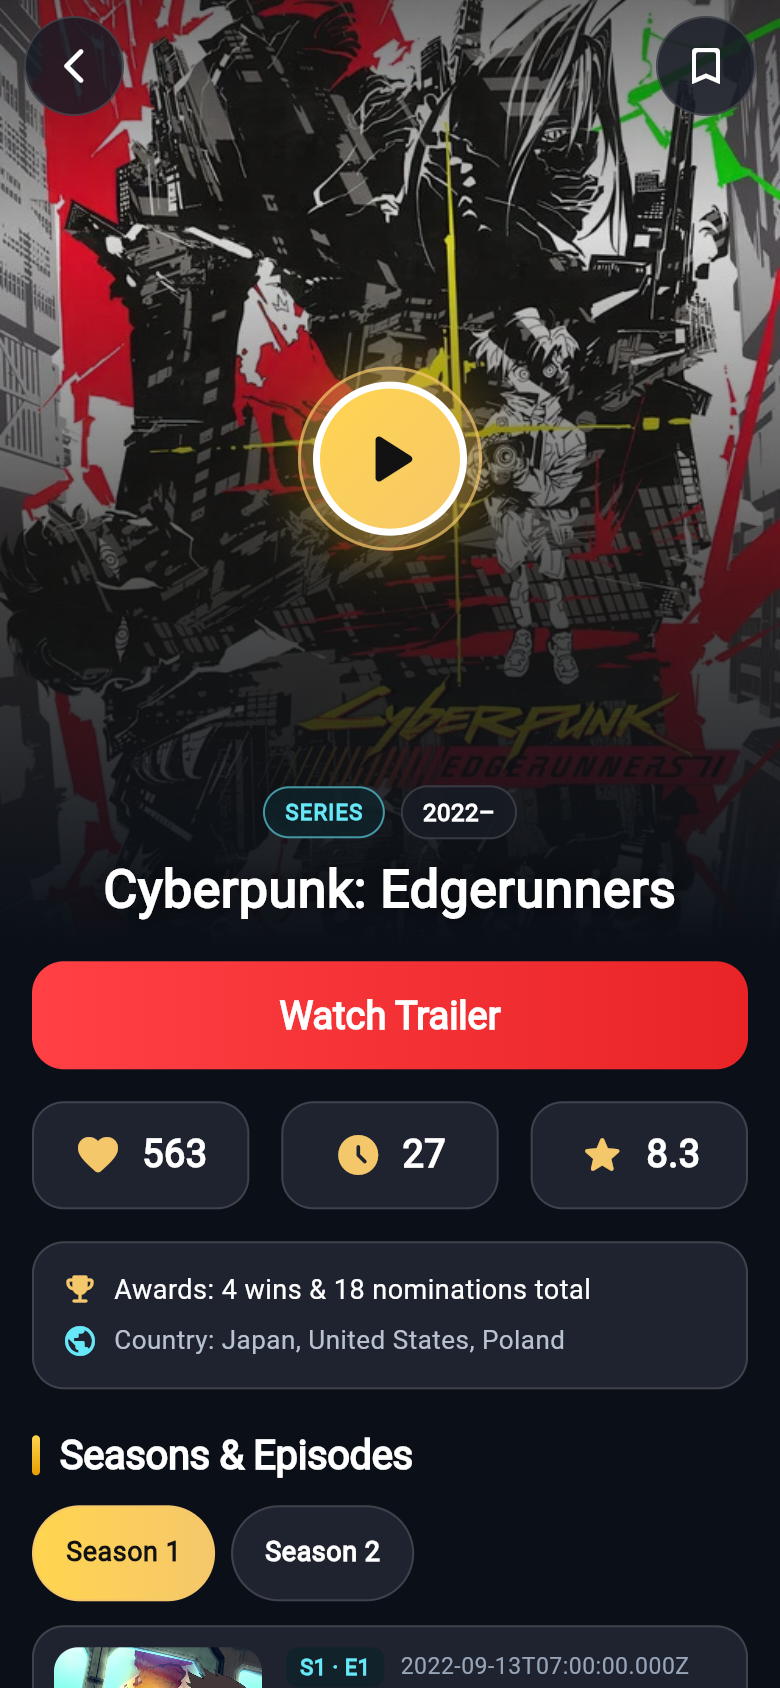 CYBERPUNK
EDGERUNNERS II
SERIES
2022–
Cyberpunk: Edgerunners
Watch Trailer
563
27
8.3
Awards: 4 wins & 18 nominations total
Country: Japan, United States, Poland
Seasons & Episodes
Season 1
Season 2
S1 · E1
2022-09-13T07:00:00.000Z